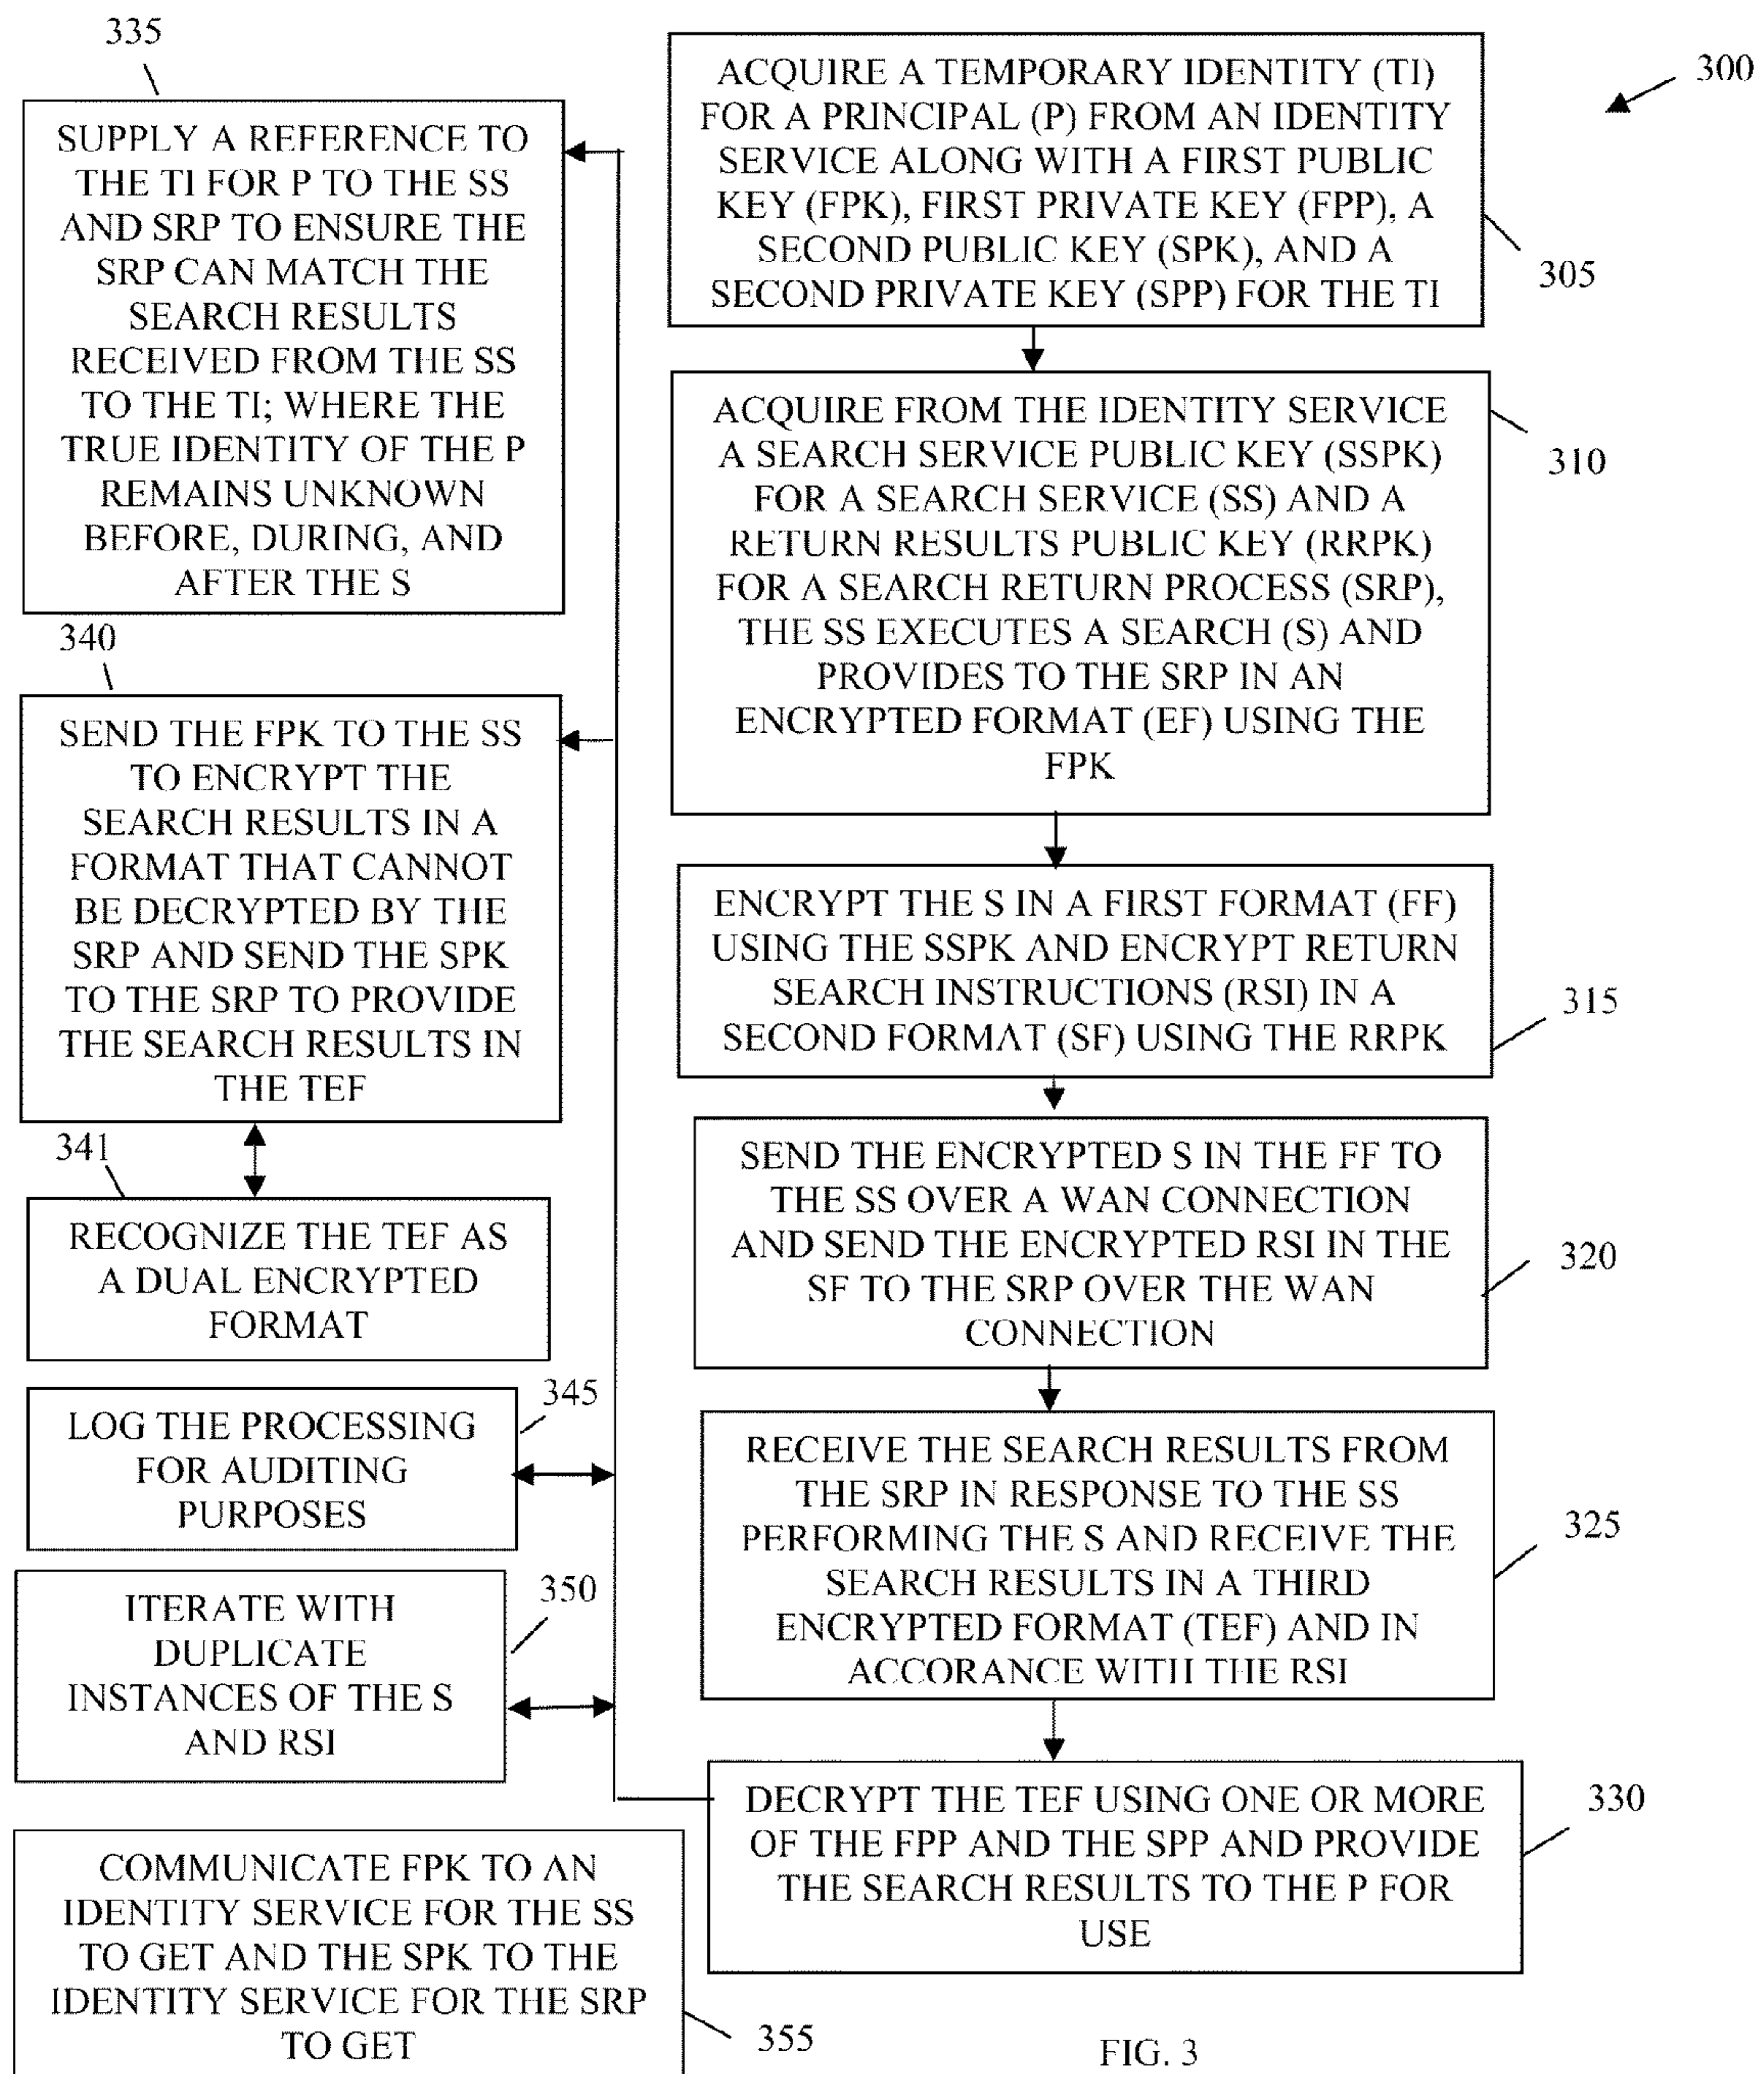 300
ACQUIRE A TEMPORARY IDENTITY (TI)
FOR A PRINCIPAL (P) FROM AN IDENTITY
SERVICE ALONG WITH A FIRST PUBLIC
KEY (FPK), FIRST PRIVATE KEY (FPP), A
SECOND PUBLIC KEY (SPK), AND A
SECOND PRIVATE KEY (SPP) FOR THE TI
305
ACQUIRE FROM THE IDENTITY SERVICE
A SEARCH SERVICE PUBLIC KEY (SSPK)
FOR A SEARCH SERVICE (SS) AND A
RETURN RESULTS PUBLIC KEY (RRPK)
FOR A SEARCH RETURN PROCESS (SRP),
THE SS EXECUTES A SEARCH (S) AND
PROVIDES TO THE SRP IN AN
ENCRYPTED FORMAT (EF) USING THE
FPK
310
ENCRYPT THE S IN A FIRST FORMAT (FF)
USING THE SSPK AND ENCRYPT RETURN
SEARCH INSTRUCTIONS (RSI) IN A
SECOND FORMAT (SF) USING THE RRPK
315
SEND THE ENCRYPTED S IN THE FF TO
THE SS OVER A WAN CONNECTION
AND SEND THE ENCRYPTED RSI IN THE
SF TO THE SRP OVER THE WAN
CONNECTION
320
RECEIVE THE SEARCH RESULTS FROM
THE SRP IN RESPONSE TO THE SS
PERFORMING THE S AND RECEIVE THE
SEARCH RESULTS IN A THIRD
ENCRYPTED FORMAT (TEF) AND IN
ACCORANCE WITH THE RSI
325
DECRYPT THE TEF USING ONE OR MORE
OF THE FPP AND THE SPP AND PROVIDE
THE SEARCH RESULTS TO THE P FOR
USE
330
335
SUPPLY A REFERENCE TO
THE TI FOR P TO THE SS
AND SRP TO ENSURE THE
SRP CAN MATCH THE
SEARCH RESULTS
RECEIVED FROM THE SS
TO THE TI; WHERE THE
TRUE IDENTITY OF THE P
REMAINS UNKNOWN
BEFORE, DURING, AND
AFTER THE S
340
SEND THE FPK TO THE SS
TO ENCRYPT THE
SEARCH RESULTS IN A
FORMAT THAT CANNOT
BE DECRYPTED BY THE
SRP AND SEND THE SPK
TO THE SRP TO PROVIDE
THE SEARCH RESULTS IN
THE TEF
341
RECOGNIZE THE TEF AS
A DUAL ENCRYPTED
FORMAT
345
LOG THE PROCESSING
FOR AUDITING
PURPOSES
350
ITERATE WITH
DUPLICATE
INSTANCES OF THE S
AND RSI
COMMUNICATE FPK TO AN
IDENTITY SERVICE FOR THE SS
TO GET AND THE SPK TO THE
IDENTITY SERVICE FOR THE SRP
TO GET
355
FIG. 3